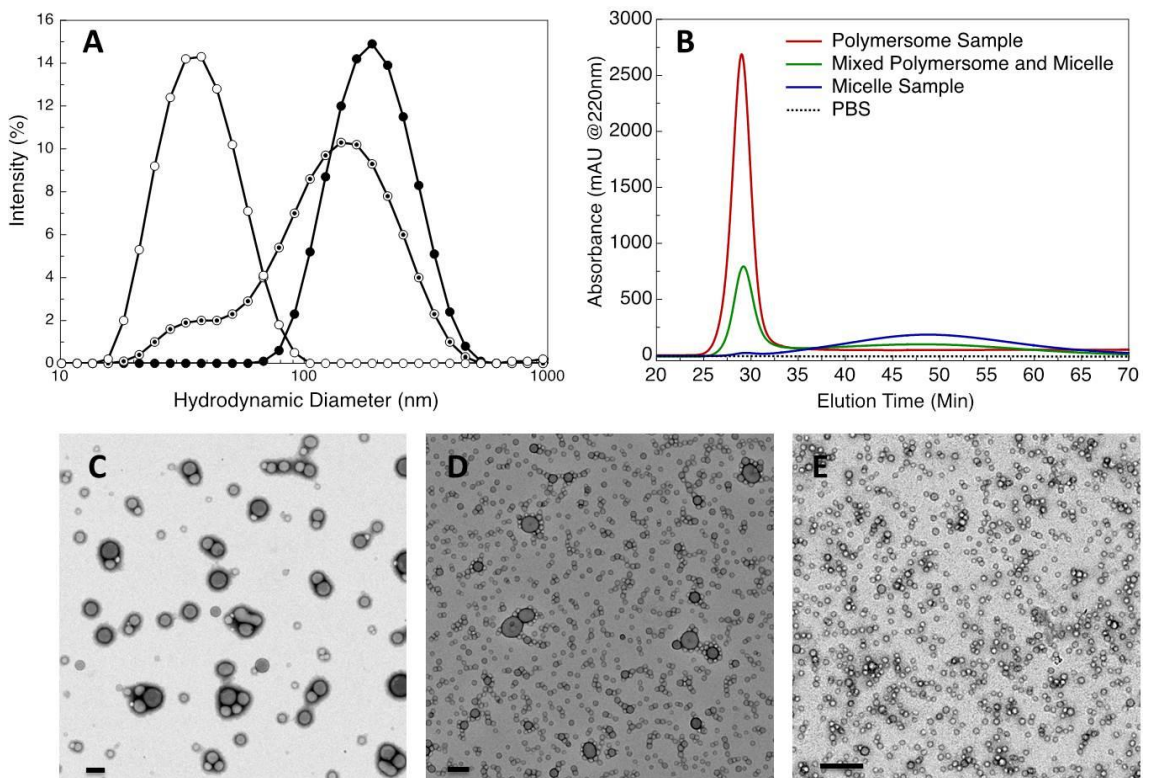 A
16
14
12
10
8
6
4
2
0
10
100
1000
Intensity (%)
Hydrodynamic Diameter (nm)
B
3000
2500
2000
1500
1000
500
0
20 25 30 35 40 45 50 55 60 65 70
Absorbance (mAU @220nm)
Elution Time (Min)
Polymersome Sample
Mixed Polymersome and Micelle
Micelle Sample
PBS
C
D
E